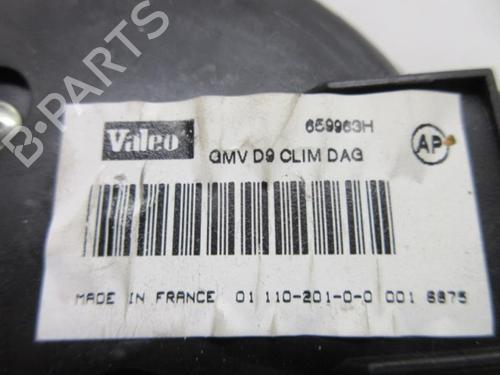 Valeo 659963H
GMV D9 CLIM DAG
AP
MADE IN FRANCE 01 110-201-0-0 001 6875
B-PARTS